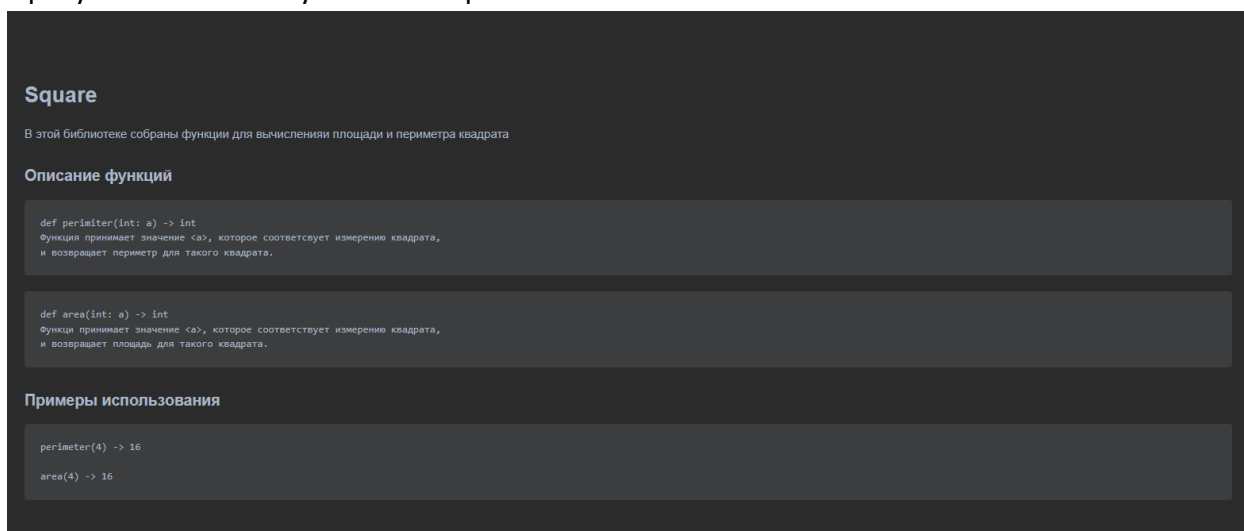 Square
В этой библиотеке собраны функции для вычисленияи площади и периметра квадрата
Описание функций
def perimiter(int: a) -> int
Функция принимает значение <a>, которое соответсвует измерению квадрата,
и возвращает периметр для такого квадрата.
def area(int: a) -> int
Функци принимает значение <a>, которое соответствует измерению квадрата,
и возвращает площадь для такого квадрата.
Примеры использования
perimeter(4) -> 16
area(4) -> 16